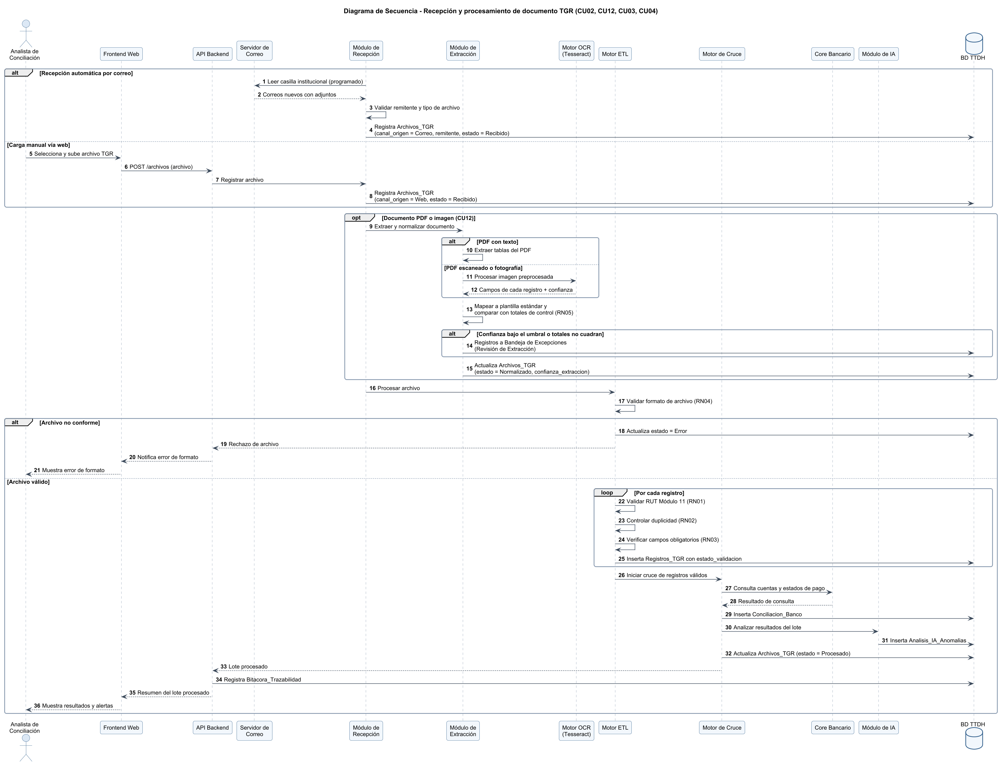 Diagrama de Secuencia - Recepción y procesamiento de documento TGR (CU02, CU12, CU03, CU04)
Analista de
Conciliación
Frontend Web
API Backend
Servidor de
Correo
Módulo de
Recepción
Módulo de
Extracción
Motor OCR
(Tesseract)
Motor ETL
Motor de Cruce
Core Bancario
Módulo de IA
BD TTDH
alt [Recepción automática por correo]
1 Leer casilla institucional (programado)
2 Correos nuevos con adjuntos
3 Validar remitente y tipo de archivo
4 Registra Archivos_TGR
(canal_origen = Correo, remitente, estado = Recibido)
[Carga manual vía web]
5 Selecciona y sube archivo TGR
6 POST /archivos (archivo)
7 Registrar archivo
8 Registra Archivos_TGR
(canal_origen = Web, estado = Recibido)
opt [Documento PDF o imagen (CU12)]
9 Extraer y normalizar documento
alt [PDF con texto]
10 Extraer tablas del PDF
[PDF escaneado o fotografía]
11 Procesar imagen preprocesada
12 Campos de cada registro + confianza
13 Mapear a plantilla estándar y
comparar con totales de control (RN05)
alt [Confianza bajo el umbral o totales no cuadran]
14 Registros a Bandeja de Excepciones
(Revisión de Extracción)
15 Actualiza Archivos_TGR
(estado = Normalizado, confianza_extraccion)
16 Procesar archivo
17 Validar formato de archivo (RN04)
alt [Archivo no conforme]
18 Actualiza estado = Error
19 Rechazo de archivo
20 Notifica error de formato
21 Muestra error de formato
[Archivo válido]
loop [Por cada registro]
22 Validar RUT Módulo 11 (RN01)
23 Controlar duplicidad (RN02)
24 Verificar campos obligatorios (RN03)
25 Inserta Registros_TGR con estado_validacion
26 Iniciar cruce de registros válidos
27 Consulta cuentas y estados de pago
28 Resultado de consulta
29 Inserta Conciliacion_Banco
30 Analizar resultados del lote
31 Inserta Analisis_IA_Anomalias
32 Actualiza Archivos_TGR (estado = Procesado)
33 Lote procesado
34 Registra Bitacora_Trazabilidad
35 Resumen del lote procesado
36 Muestra resultados y alertas
Analista de
Conciliación
Frontend Web
API Backend
Servidor de
Correo
Módulo de
Recepción
Módulo de
Extracción
Motor OCR
(Tesseract)
Motor ETL
Motor de Cruce
Core Bancario
Módulo de IA
BD TTDH